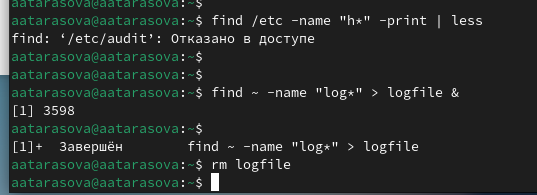 aatarasova@aatarasova:~$
aatarasova@aatarasova:~$ find /etc -name "h*" -print | less
find: ‘/etc/audit’: Отказано в доступе
aatarasova@aatarasova:~$
aatarasova@aatarasova:~$
aatarasova@aatarasova:~$ find ~ -name "log*" > logfile &
[1] 3598
aatarasova@aatarasova:~$
[1]+  Завершён        find ~ -name "log*" > logfile
aatarasova@aatarasova:~$ rm logfile
aatarasova@aatarasova:~$